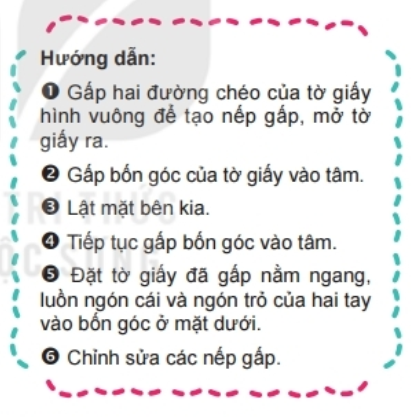 Hướng dẫn:
❶ Gấp hai đường chéo của tờ giấy
hình vuông để tạo nếp gấp, mở tờ
giấy ra.
❷ Gấp bốn góc của tờ giấy vào tâm.
❸ Lật mặt bên kia.
❹ Tiếp tục gấp bốn góc vào tâm.
❺ Đặt tờ giấy đã gấp nằm ngang,
luồn ngón cái và ngón trỏ của hai tay
vào bốn góc ở mặt dưới.
❻ Chỉnh sửa các nếp gấp.